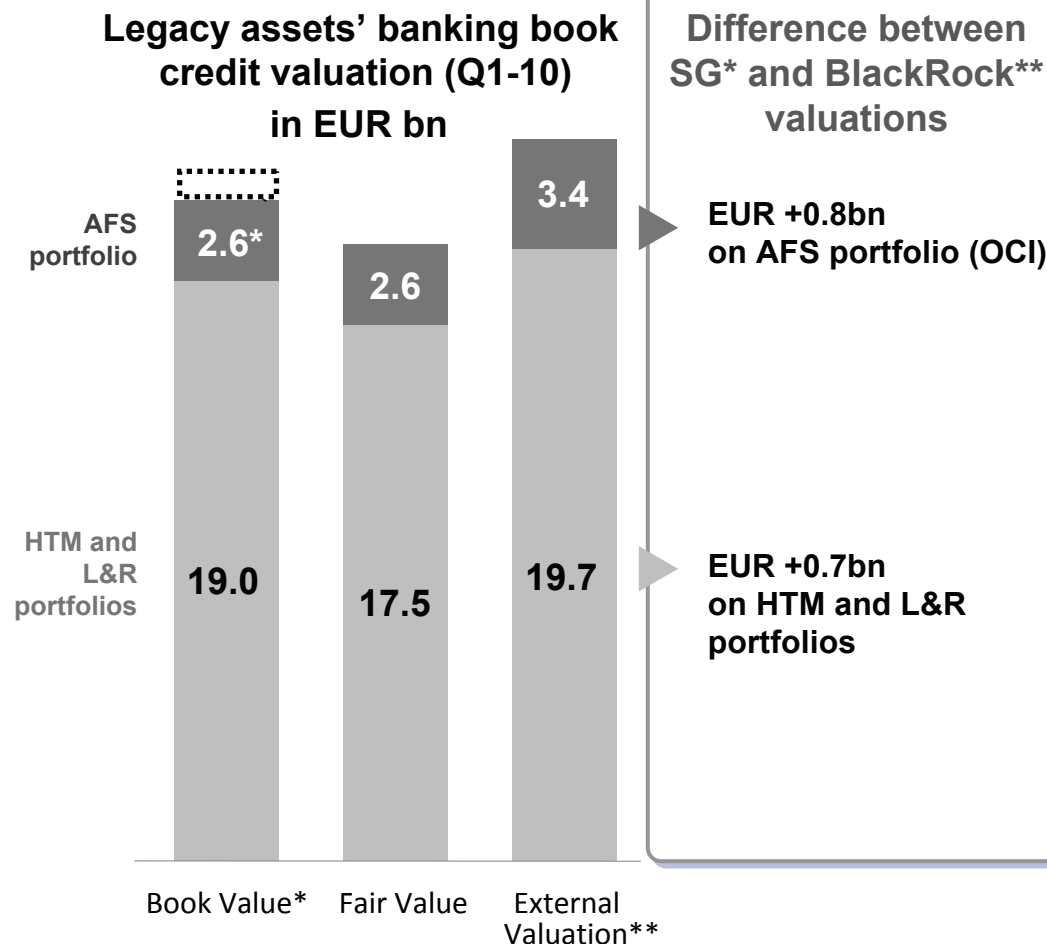 Legacy assets’ banking book
credit valuation (Q1-10)
in EUR bn
Difference between
SG* and BlackRock**
valuations
AFS
portfolio
2.6*
2.6
3.4
EUR +0.8bn
on AFS portfolio (OCI)
HTM and
L&R
portfolios
19.0
17.5
19.7
EUR +0.7bn
on HTM and L&R
portfolios
Book Value*
Fair Value
External
Valuation**